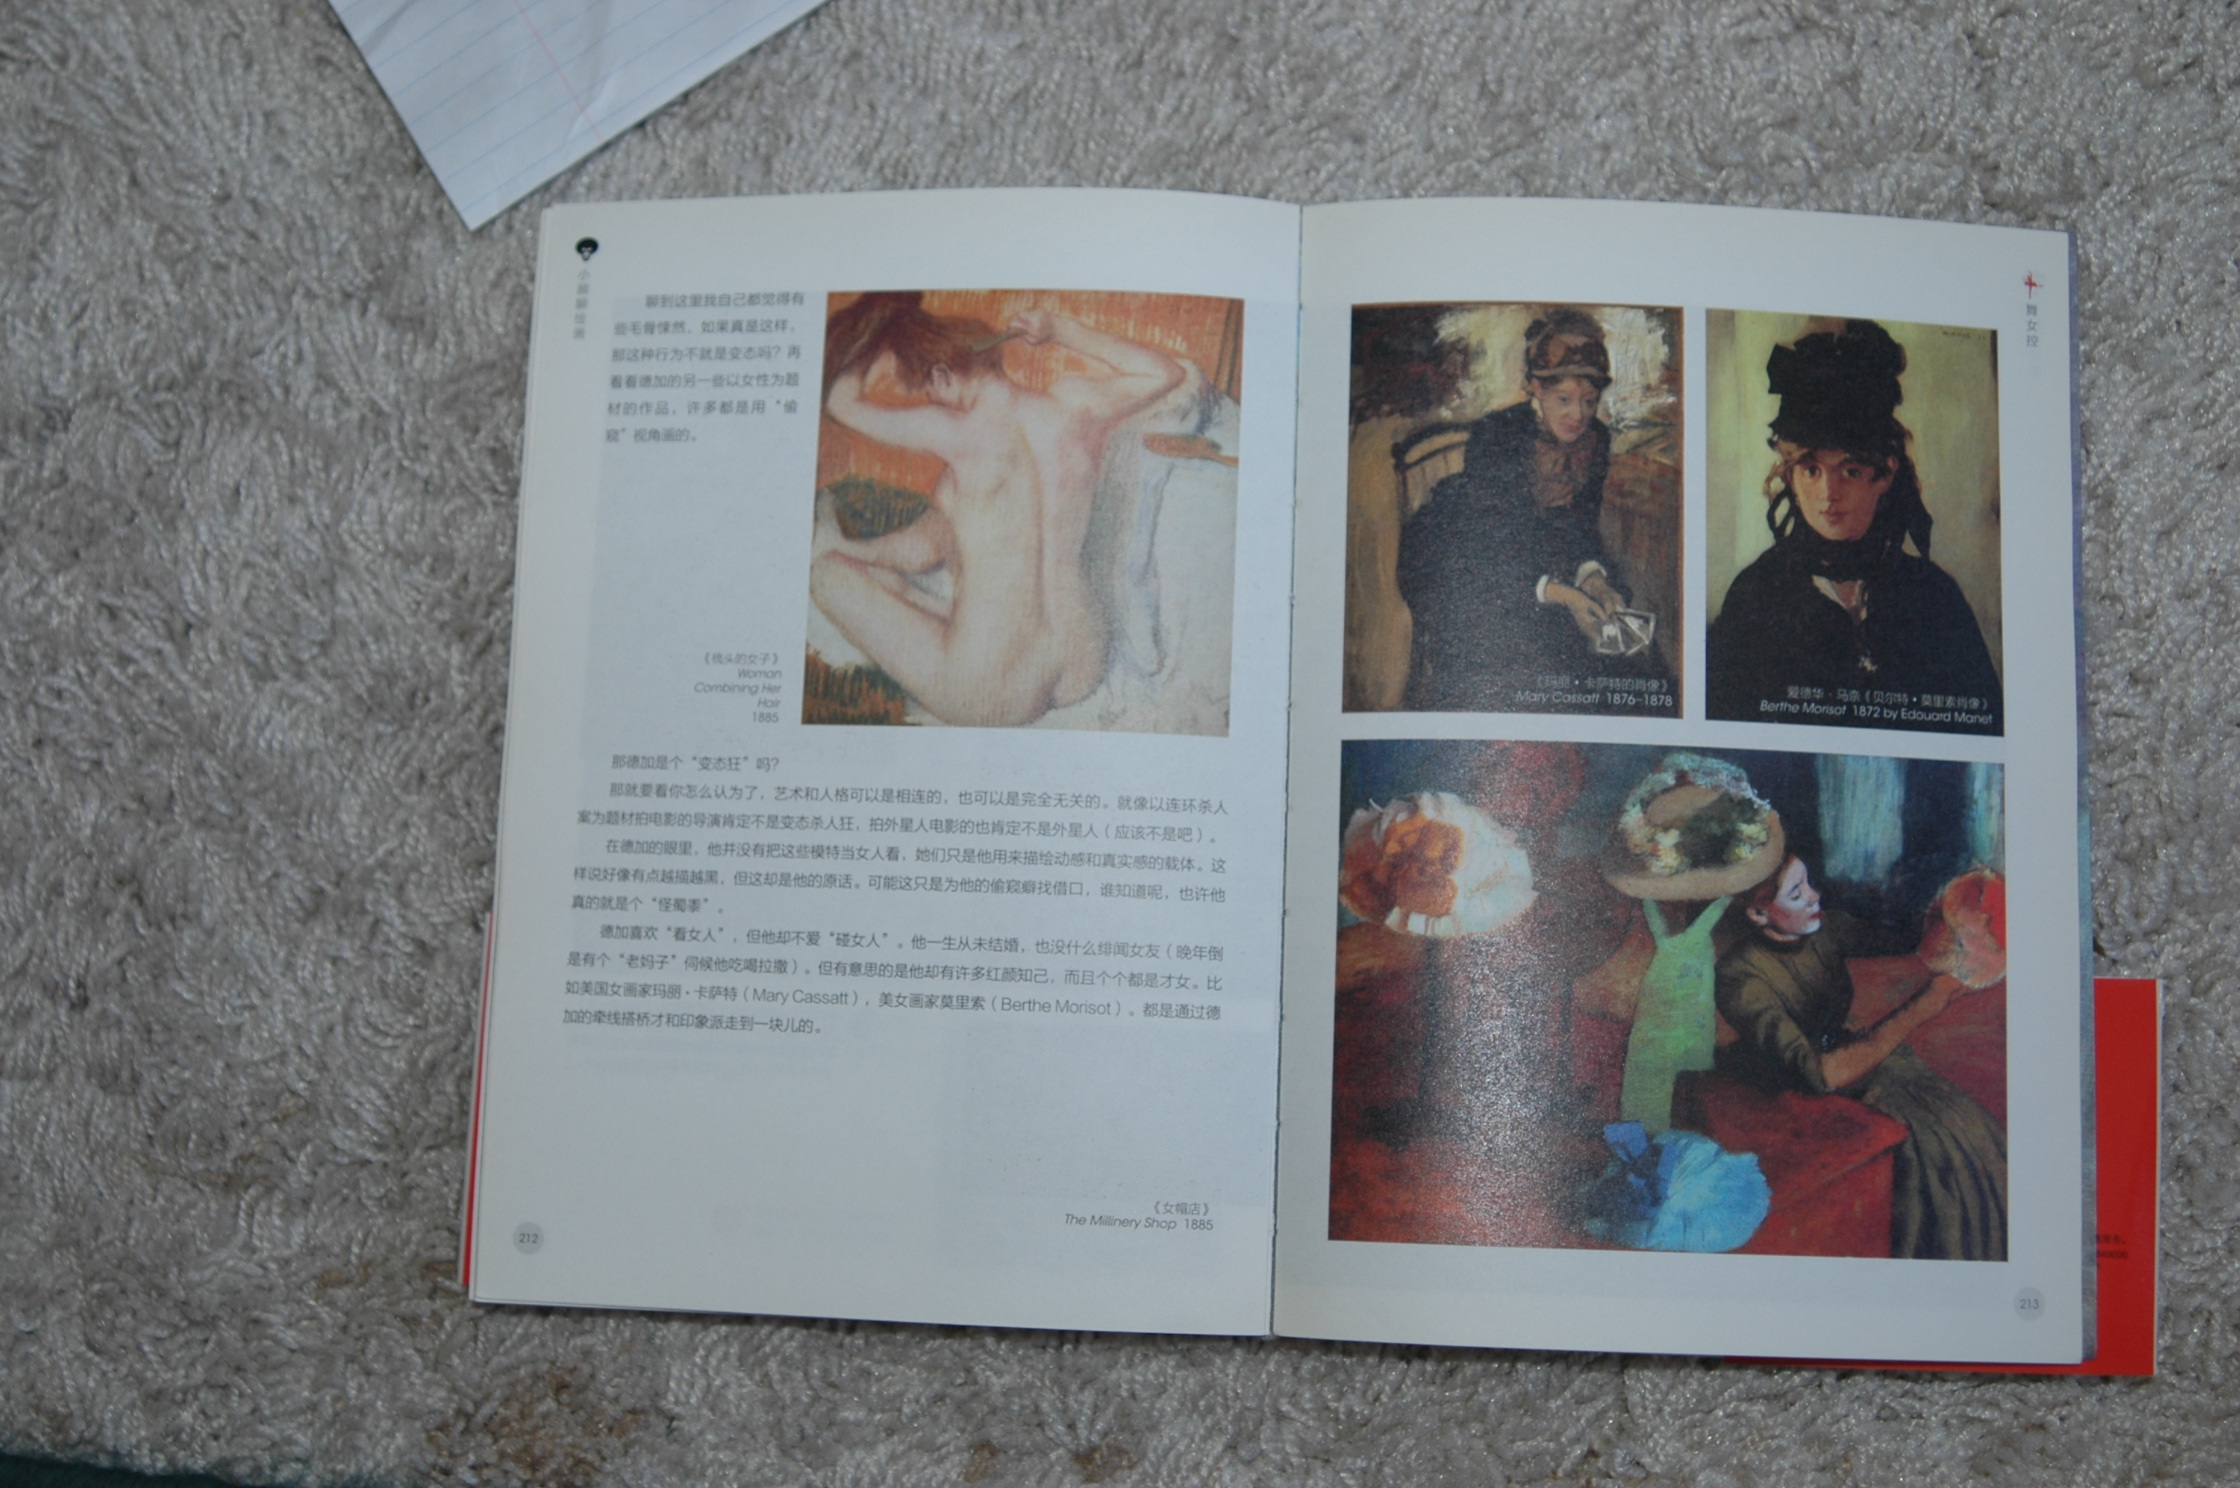 小顾聊绘画
聊到这里我自己都觉得有
些毛骨悚然，如果真是这样，
那这种行为不就是变态吗？再
看看德加的另一些以女性为题
材的作品，许多都是用“偷
窥”视角画的。
《梳头的女子》
Woman
Combining Her
Hair
1885
那德加是个“变态狂”吗？
那就要看你怎么认为了，艺术和人格可以是相连的，也可以是完全无关的。就像以连环杀人
案为题材拍电影的导演肯定不是变态杀人狂，拍外星人电影的也肯定不是外星人（应该不是吧）。
在德加的眼里，他并没有把这些模特当女人看，她们只是他用来描绘动感和真实感的载体。这
样说好像有点越描越黑，但这却是他的原话。可能这只是为他的偷窥癖找借口，谁知道呢，也许他
真的就是个“怪蜀黍”。
德加喜欢“看女人”，但他却不爱“碰女人”。他一生从未结婚，也没什么绯闻女友（晚年倒
是有个“老妈子”伺候他吃喝拉撒）。但有意思的是他却有许多红颜知己，而且个个都是才女。比
如美国女画家玛丽·卡萨特（Mary Cassatt），美女画家莫里索（Berthe Morisot）。都是通过德
加的牵线搭桥才和印象派走到一块儿的。
《女帽店》
The Millinery Shop 1885
212
十
舞女控
《玛丽·卡萨特的肖像》
Mary Cassatt 1876-1878
爱德华·马奈《贝尔特·莫里索肖像》
Berthe Morisot 1872 by Edouard Manet
213